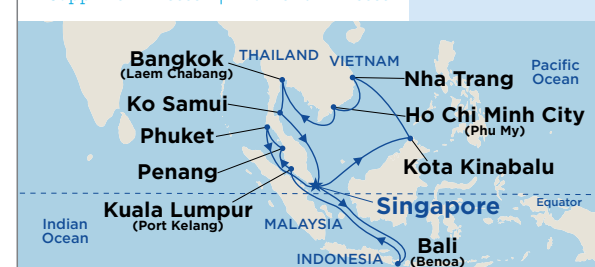 Bangkok
(Laem Chabang)
THAILAND
VIETNAM
Pacific
Ocean
Nha Trang
Ko Samui
Ho Chi Minh City
(Phu My)
Phuket
Penang
Kota Kinabalu
Kuala Lumpur
(Port Kelang)
Singapore
Equator
Indian
Ocean
MALAYSIA
Bali
(Benoa)
INDONESIA